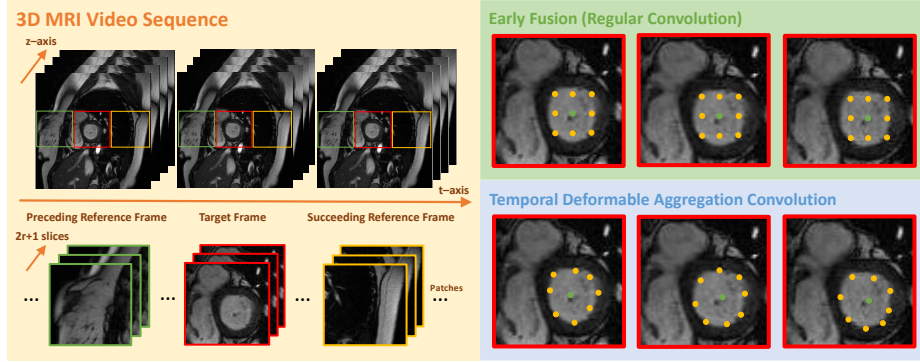 3D MRI Video Sequence
z–axis
t–axis
Preceding Reference Frame
Target Frame
Succeeding Reference Frame
2r+1 slices
...
...
...
...
Patches
Early Fusion (Regular Convolution)
Temporal Deformable Aggregation Convolution